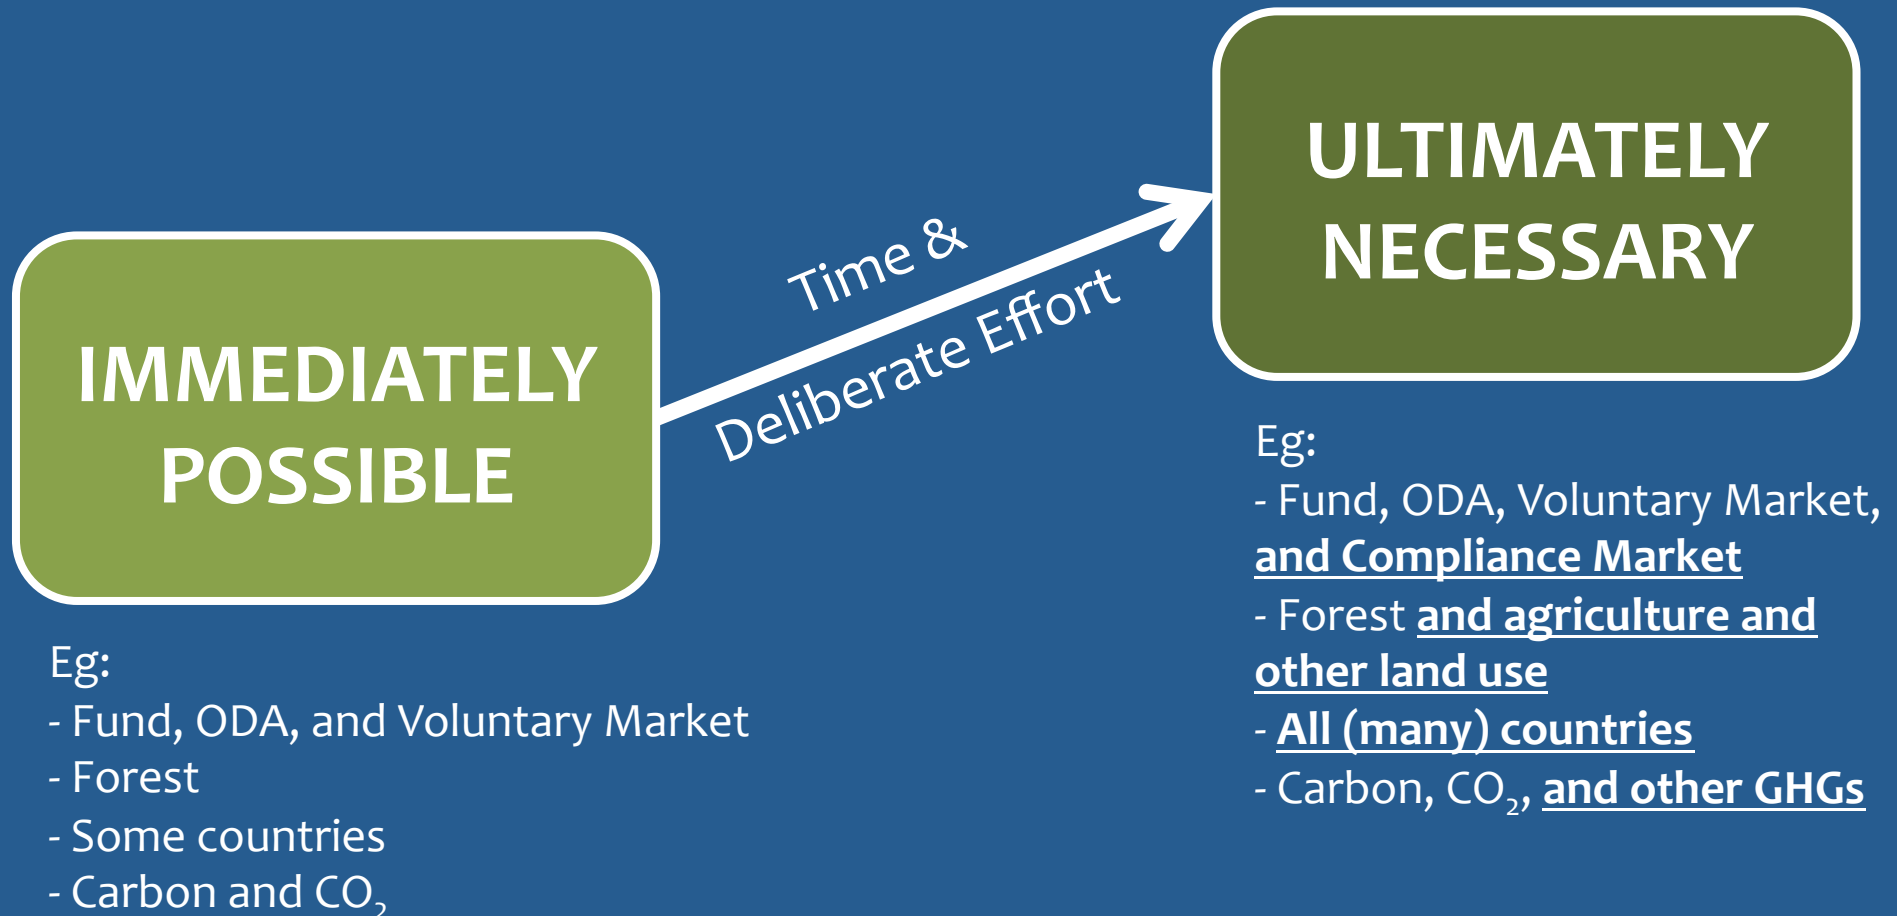 IMMEDIATELY
POSSIBLE
Eg:
- Fund, ODA, and Voluntary Market
- Forest
- Some countries
- Carbon and CO₂
Time &
Deliberate Effort
ULTIMATELY
NECESSARY
Eg:
- Fund, ODA, Voluntary Market,
and Compliance Market
- Forest and agriculture and
other land use
- All (many) countries
- Carbon, CO₂, and other GHGs